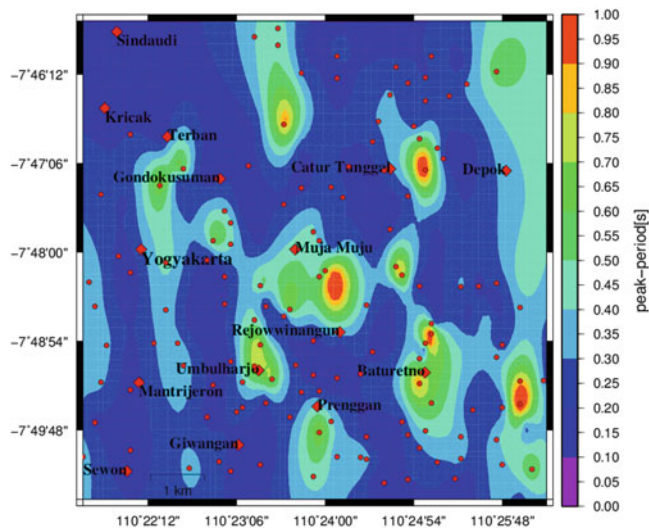 Sindaudi
-7°46'12"
Kricak
Terban
-7°47'06"
Catur Tunggel
Depok
Gondokusuman
-7°48'00"
Yogyakarta
Muja Muju
Rejowwinangun
-7°48'54"
Umbulharjo
Baturetno
Mantrijeron
Prenggan
-7°49'48"
Giwangan
Sewon
1 km
110°22'12"
110°23'06"
110°24'00"
110°24'54"
110°25'48"
1.00
0.95
0.90
0.85
0.80
0.75
0.70
0.65
0.60
0.55
0.50
0.45
0.40
0.35
0.30
0.25
0.20
0.15
0.10
0.05
0.00
peak-period[s]